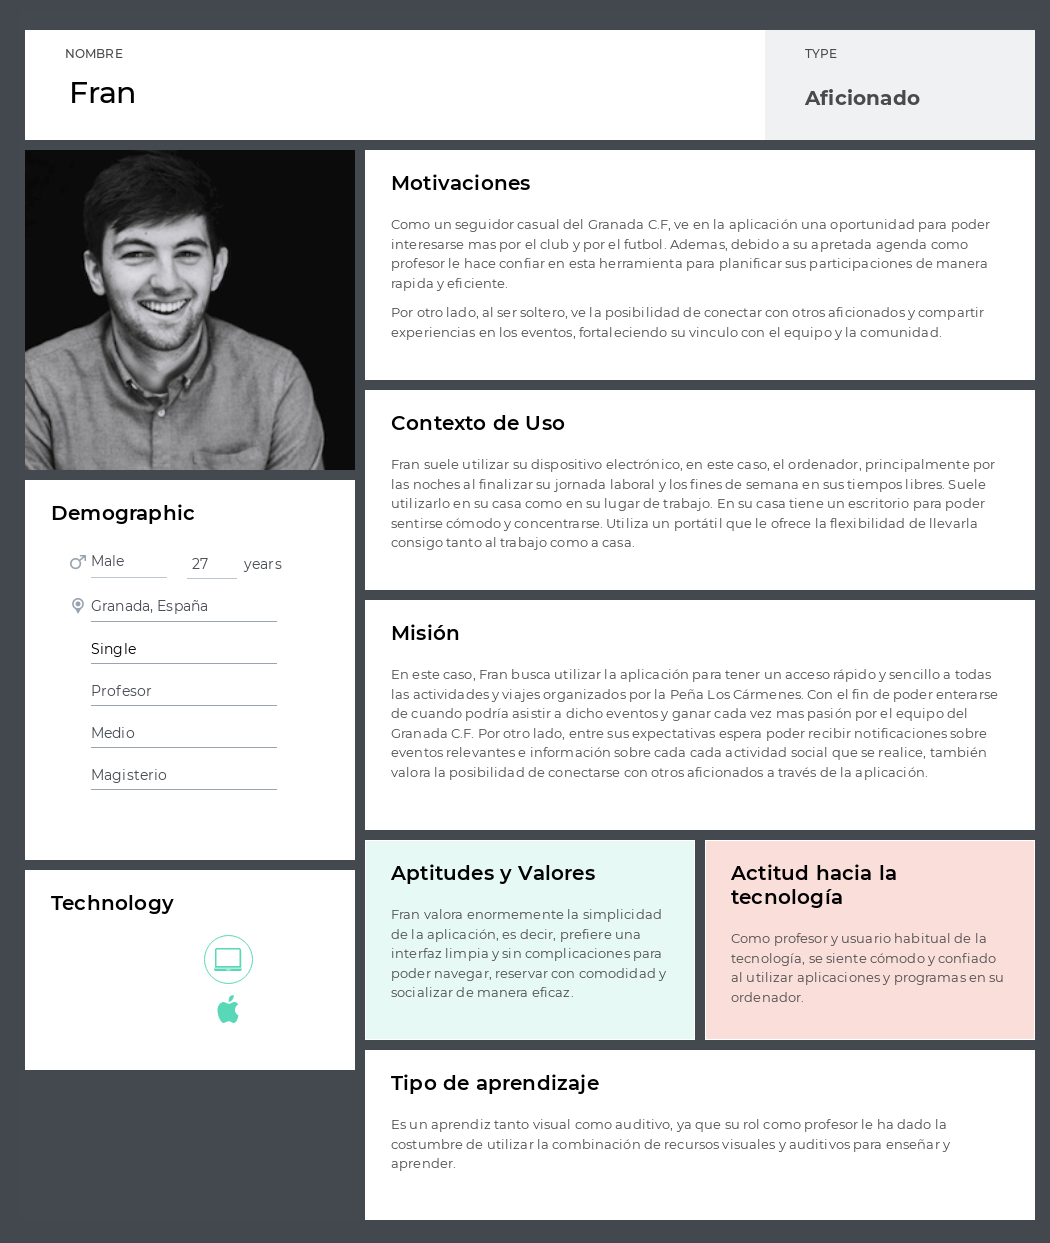 NOMBRE
Fran
TYPE
Aficionado
Motivaciones
Como un seguidor casual del Granada C.F, ve en la aplicación una oportunidad para poder
interesarse mas por el club y por el futbol. Ademas, debido a su apretada agenda como
profesor le hace confiar en esta herramienta para planificar sus participaciones de manera
rapida y eficiente.
Por otro lado, al ser soltero, ve la posibilidad de conectar con otros aficionados y compartir
experiencias en los eventos, fortaleciendo su vinculo con el equipo y la comunidad.
Contexto de Uso
Fran suele utilizar su dispositivo electrónico, en este caso, el ordenador, principalmente por
las noches al finalizar su jornada laboral y los fines de semana en sus tiempos libres. Suele
utilizarlo en su casa como en su lugar de trabajo. En su casa tiene un escritorio para poder
sentirse cómodo y concentrarse. Utiliza un portátil que le ofrece la flexibilidad de llevarla
consigo tanto al trabajo como a casa.
Demographic
Male
27 years
Granada, España
Single
Profesor
Medio
Magisterio
Misión
En este caso, Fran busca utilizar la aplicación para tener un acceso rápido y sencillo a todas
las actividades y viajes organizados por la Peña Los Cármenes. Con el fin de poder enterarse
de cuando podría asistir a dicho eventos y ganar cada vez mas pasión por el equipo del
Granada C.F. Por otro lado, entre sus expectativas espera poder recibir notificaciones sobre
eventos relevantes e información sobre cada cada actividad social que se realice, también
valora la posibilidad de conectarse con otros aficionados a través de la aplicación.
Technology
Aptitudes y Valores
Fran valora enormemente la simplicidad
de la aplicación, es decir, prefiere una
interfaz limpia y sin complicaciones para
poder navegar, reservar con comodidad y
socializar de manera eficaz.
Actitud hacia la
tecnología
Como profesor y usuario habitual de la
tecnología, se siente cómodo y confiado
al utilizar aplicaciones y programas en su
ordenador.
Tipo de aprendizaje
Es un aprendiz tanto visual como auditivo, ya que su rol como profesor le ha dado la
costumbre de utilizar la combinación de recursos visuales y auditivos para enseñar y
aprender.